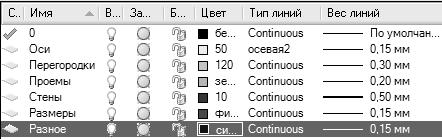 С.. Имя В... За... Б... Цвет Тип линий Вес линий
0 бе... Continuous По умолчан...
Оси 50 осевая2 0,15 мм
Перегородки 120 Continuous 0,30 мм
Проемы зе... Continuous 0,20 мм
Стены 10 Continuous 0,50 мм
Размеры Фи... Continuous 0,15 мм
Разное си... Continuous 0,15 мм